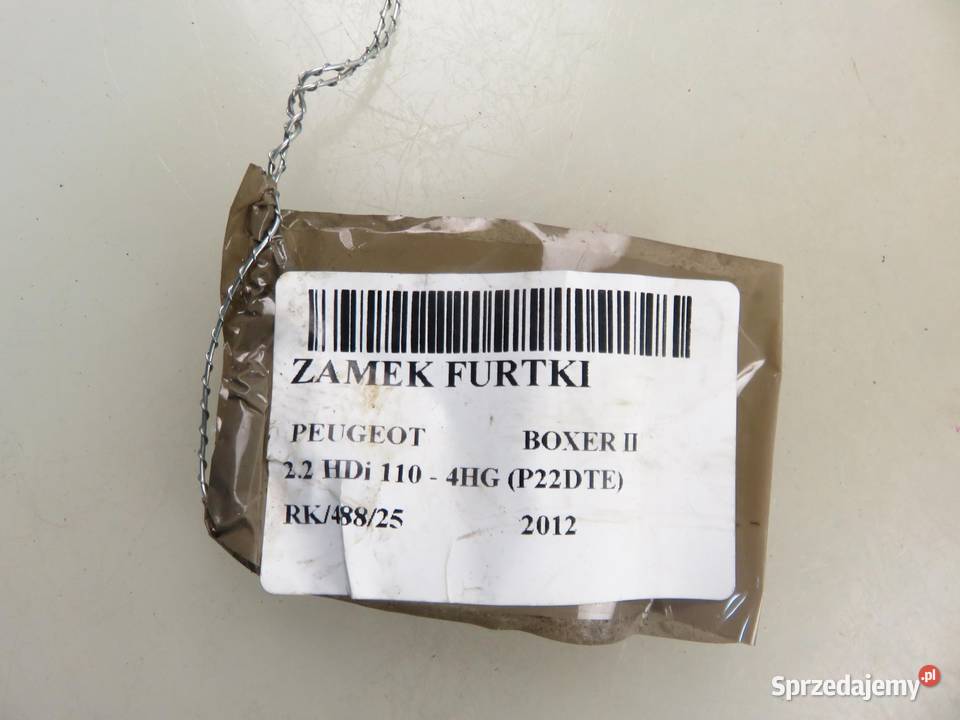 ZAMEK FURTKI
PEUGEOT BOXER II
2.2 HDi 110 - 4HG (P22DTE)
RK/488/25 2012
Sprzedajemy.pl